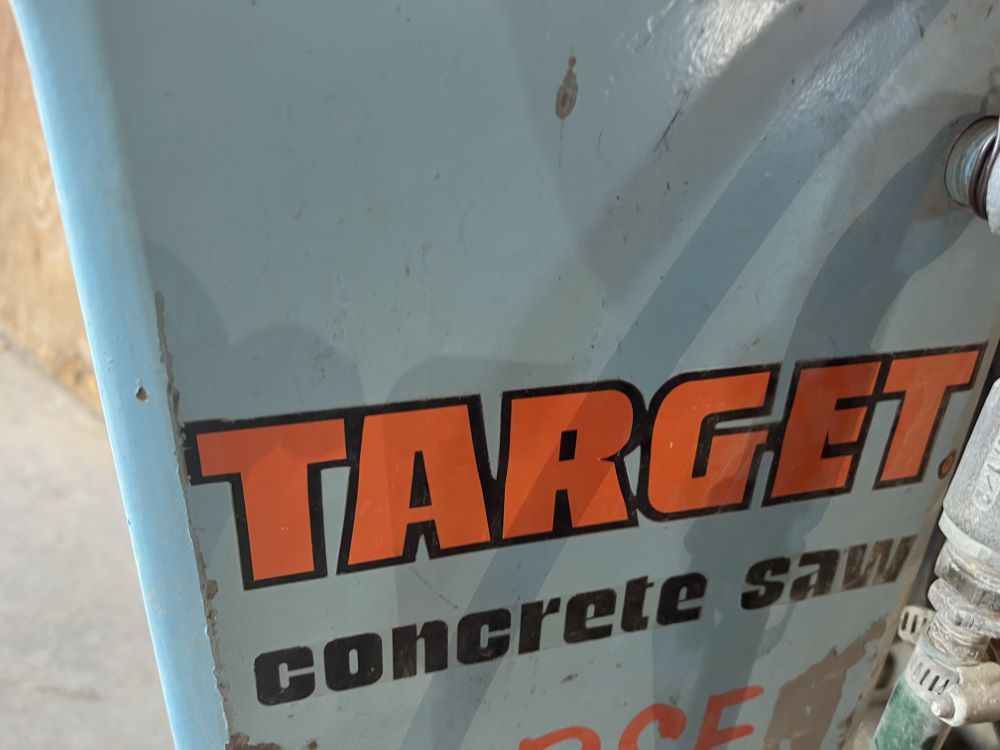 TARGET.
concrete saw